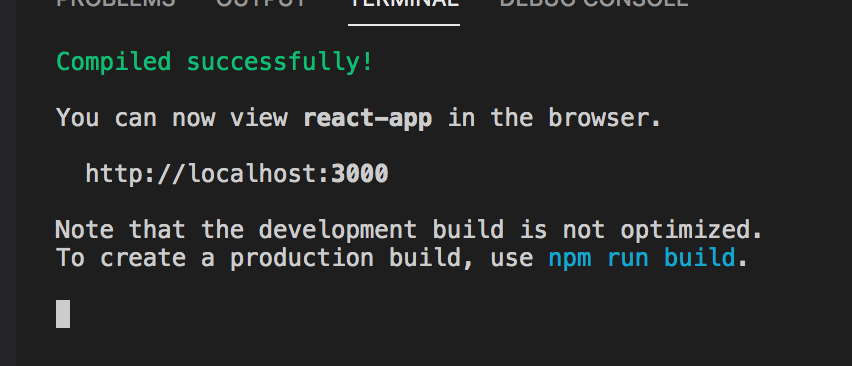 PROBLEMS OUTPUT TERMINAL DEBUG CONSOLE
Compiled successfully!
You can now view react-app in the browser.
http://localhost:3000
Note that the development build is not optimized.
To create a production build, use npm run build.